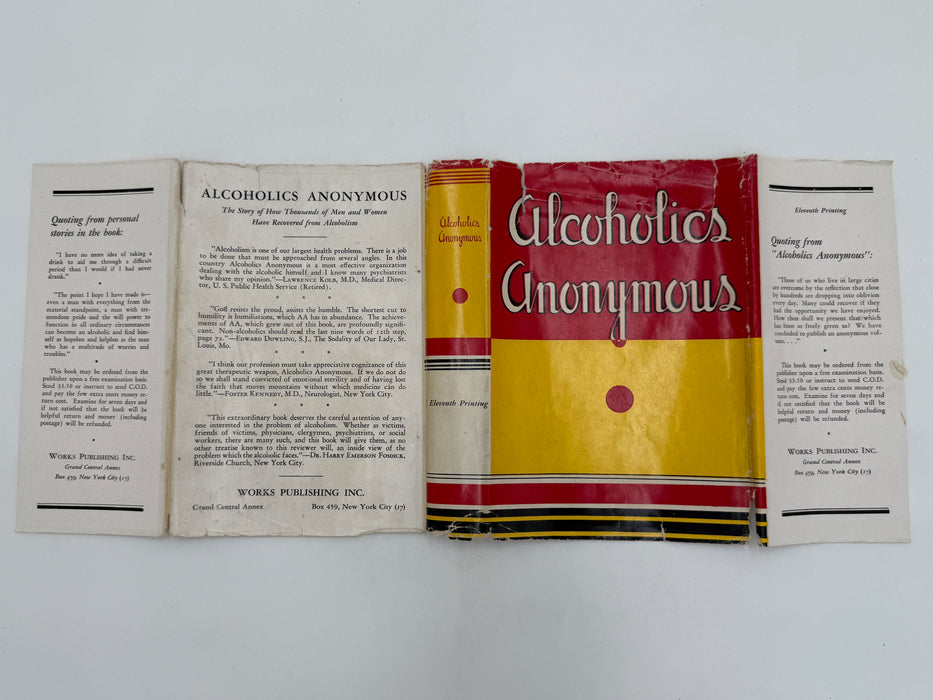 Quoting from personal
stories in the book:
"I have no more idea of taking a
drink to aid me through a difficult
period than I would if I had never
drank."
"The point I hope I have made is—
even a man with everything from the
material standpoint, a man with tre-
mendous pride and the will power to
function in all ordinary circumstances
can become an alcoholic and find him-
self as hopeless and helpless as the man
who has a multitude of worries and
troubles."
This book may be ordered from the
publisher upon a free examination basis.
Send $3.50 or instruct to send C.O.D.
and pay the few extra cents money re-
turn cost. Examine for seven days and
if not satisfied that the book will be
helpful return and money (including
postage) will be refunded.
WORKS PUBLISHING INC.
Grand Central Annex
Box 459, New York City (17)
ALCOHOLICS ANONYMOUS
The Story of How Thousands of Men and Women
Have Recovered from Alcoholism
"Alcoholism is one of our largest health problems. There is a job
to be done that must be approached from several angles. In this
country Alcoholics Anonymous is a most effective organization
dealing with the alcoholic himself and I know many psychiatrists
who share my opinion."—LAWRENCE KOLB, M.D., Medical Direc-
tor, U. S. Public Health Service (Retired).
"God resists the proud, assists the humble. The shortest cut to
humility is humiliations, which AA has in abundance. The achieve-
ments of AA, which grew out of this book, are profoundly signifi-
cant. Non-alcoholics should read the last nine words of 12th step,
page 72."—EDWARD DOWLING, S.J., The Sodality of Our Lady, St.
Louis, Mo.
"I think our profession must take appreciative cognizance of this
great therapeutic weapon, Alcoholics Anonymous. If we do not do
so we shall stand convicted of emotional sterility and of having lost
the faith that moves mountains without which medicine can do
little."—FOSTER KENNEDY, M.D., Neurologist, New York City.
"This extraordinary book deserves the careful attention of any-
one interested in the problem of alcoholism. Whether as victims,
friends of victims, physicians, clergymen, psychiatrists, or social
workers, there are many such, and this book will give them, as no
other treatise known to this reviewer will, an inside view of the
problem which the alcoholic faces."—DR. HARRY EMERSON FOSDICK,
Riverside Church, New York City.
WORKS PUBLISHING INC.
Grand Central Annex Box 459, New York City (17)
Alcoholics
Anonymous
Eleventh Printing
Alcoholics
Anonymous
Eleventh Printing
Quoting from
"Alcoholics Anonymous":
"Those of us who live in large cities
are overcome by the reflection that close
by hundreds are dropping into oblivion
every day. Many could recover if they
had the opportunity we have enjoyed.
How then shall we present that which
has been so freely given us? We have
concluded to publish an anonymous vol-
ume. . . ."
This book may be ordered from the
publisher upon a free examination basis.
Send $3.50 or instruct to send C.O.D.
and pay the few extra cents money re-
turn cost. Examine for seven days and
if not satisfied that the book will be
helpful return and money (including
postage) will be refunded.
WORKS PUBLISHING INC.
Grand Central Annex
Box 459, New York City (17)